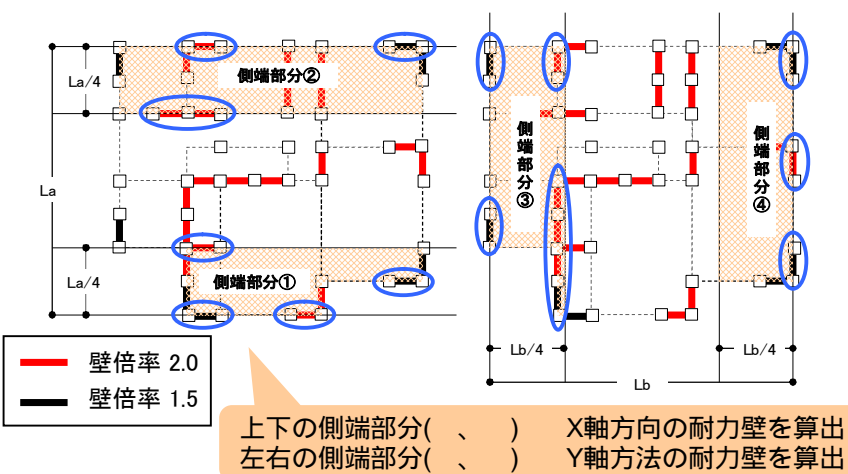 La/4
側端部分②
La
La/4
側端部分①
側端部分③
側端部分④
Lb/4
Lb/4
Lb
壁倍率 2.0
壁倍率 1.5
上下の側端部分(　、　) X軸方向の耐力壁を算出
左右の側端部分(　、　) Y軸方法の耐力壁を算出